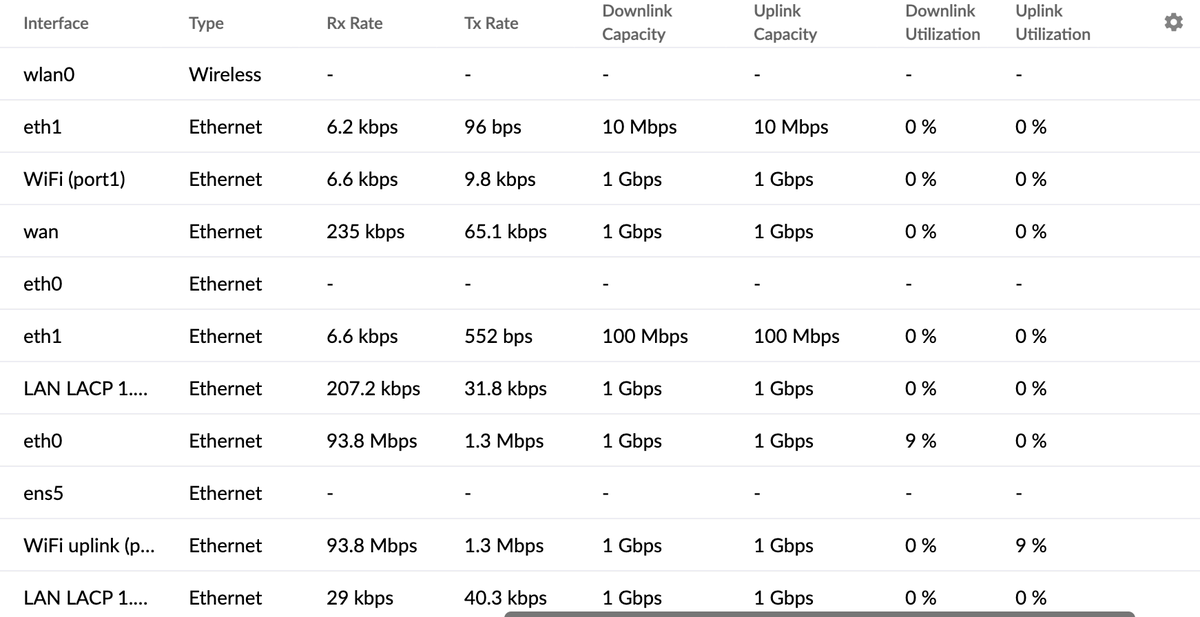 Interface Type Rx Rate Tx Rate Downlink Capacity Uplink Capacity Downlink Utilization Uplink Utilization
wlan0 Wireless - - - - - -
eth1 Ethernet 6.2 kbps 96 bps 10 Mbps 10 Mbps 0 % 0 %
WiFi (port1) Ethernet 6.6 kbps 9.8 kbps 1 Gbps 1 Gbps 0 % 0 %
wan Ethernet 235 kbps 65.1 kbps 1 Gbps 1 Gbps 0 % 0 %
eth0 Ethernet - - - - - -
eth1 Ethernet 6.6 kbps 552 bps 100 Mbps 100 Mbps 0 % 0 %
LAN LACP 1.... Ethernet 207.2 kbps 31.8 kbps 1 Gbps 1 Gbps 0 % 0 %
eth0 Ethernet 93.8 Mbps 1.3 Mbps 1 Gbps 1 Gbps 9 % 0 %
ens5 Ethernet - - - - - -
WiFi uplink (p... Ethernet 93.8 Mbps 1.3 Mbps 1 Gbps 1 Gbps 0 % 9 %
LAN LACP 1.... Ethernet 29 kbps 40.3 kbps 1 Gbps 1 Gbps 0 % 0 %